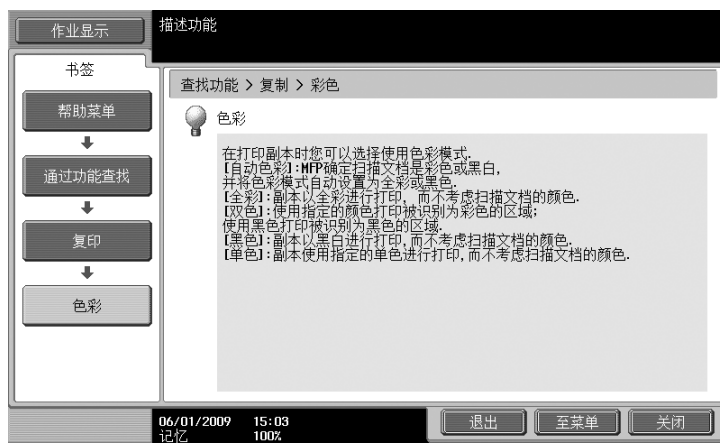 作业显示
描述功能
书签
查找功能 > 复制 > 彩色
帮助菜单
色彩
通过功能查找
复印
色彩
在打印副本时您可以选择使用色彩模式.
[自动色彩]:MFP确定扫描文档是彩色或黑白,
并将色彩模式自动设置为全彩或黑色.
[全彩]:副本以全彩进行打印, 而不考虑扫描文档的颜色.
[双色]:使用指定的颜色打印被识别为彩色的区域;
使用黑色打印被识别为黑色的区域.
[黑色]:副本以黑白进行打印,而不考虑扫描文档的颜色.
[单色]:副本使用指定的单色进行打印,而不考虑扫描文档的颜色.
06/01/2009 15:03
记忆 100%
退出
至菜单
关闭